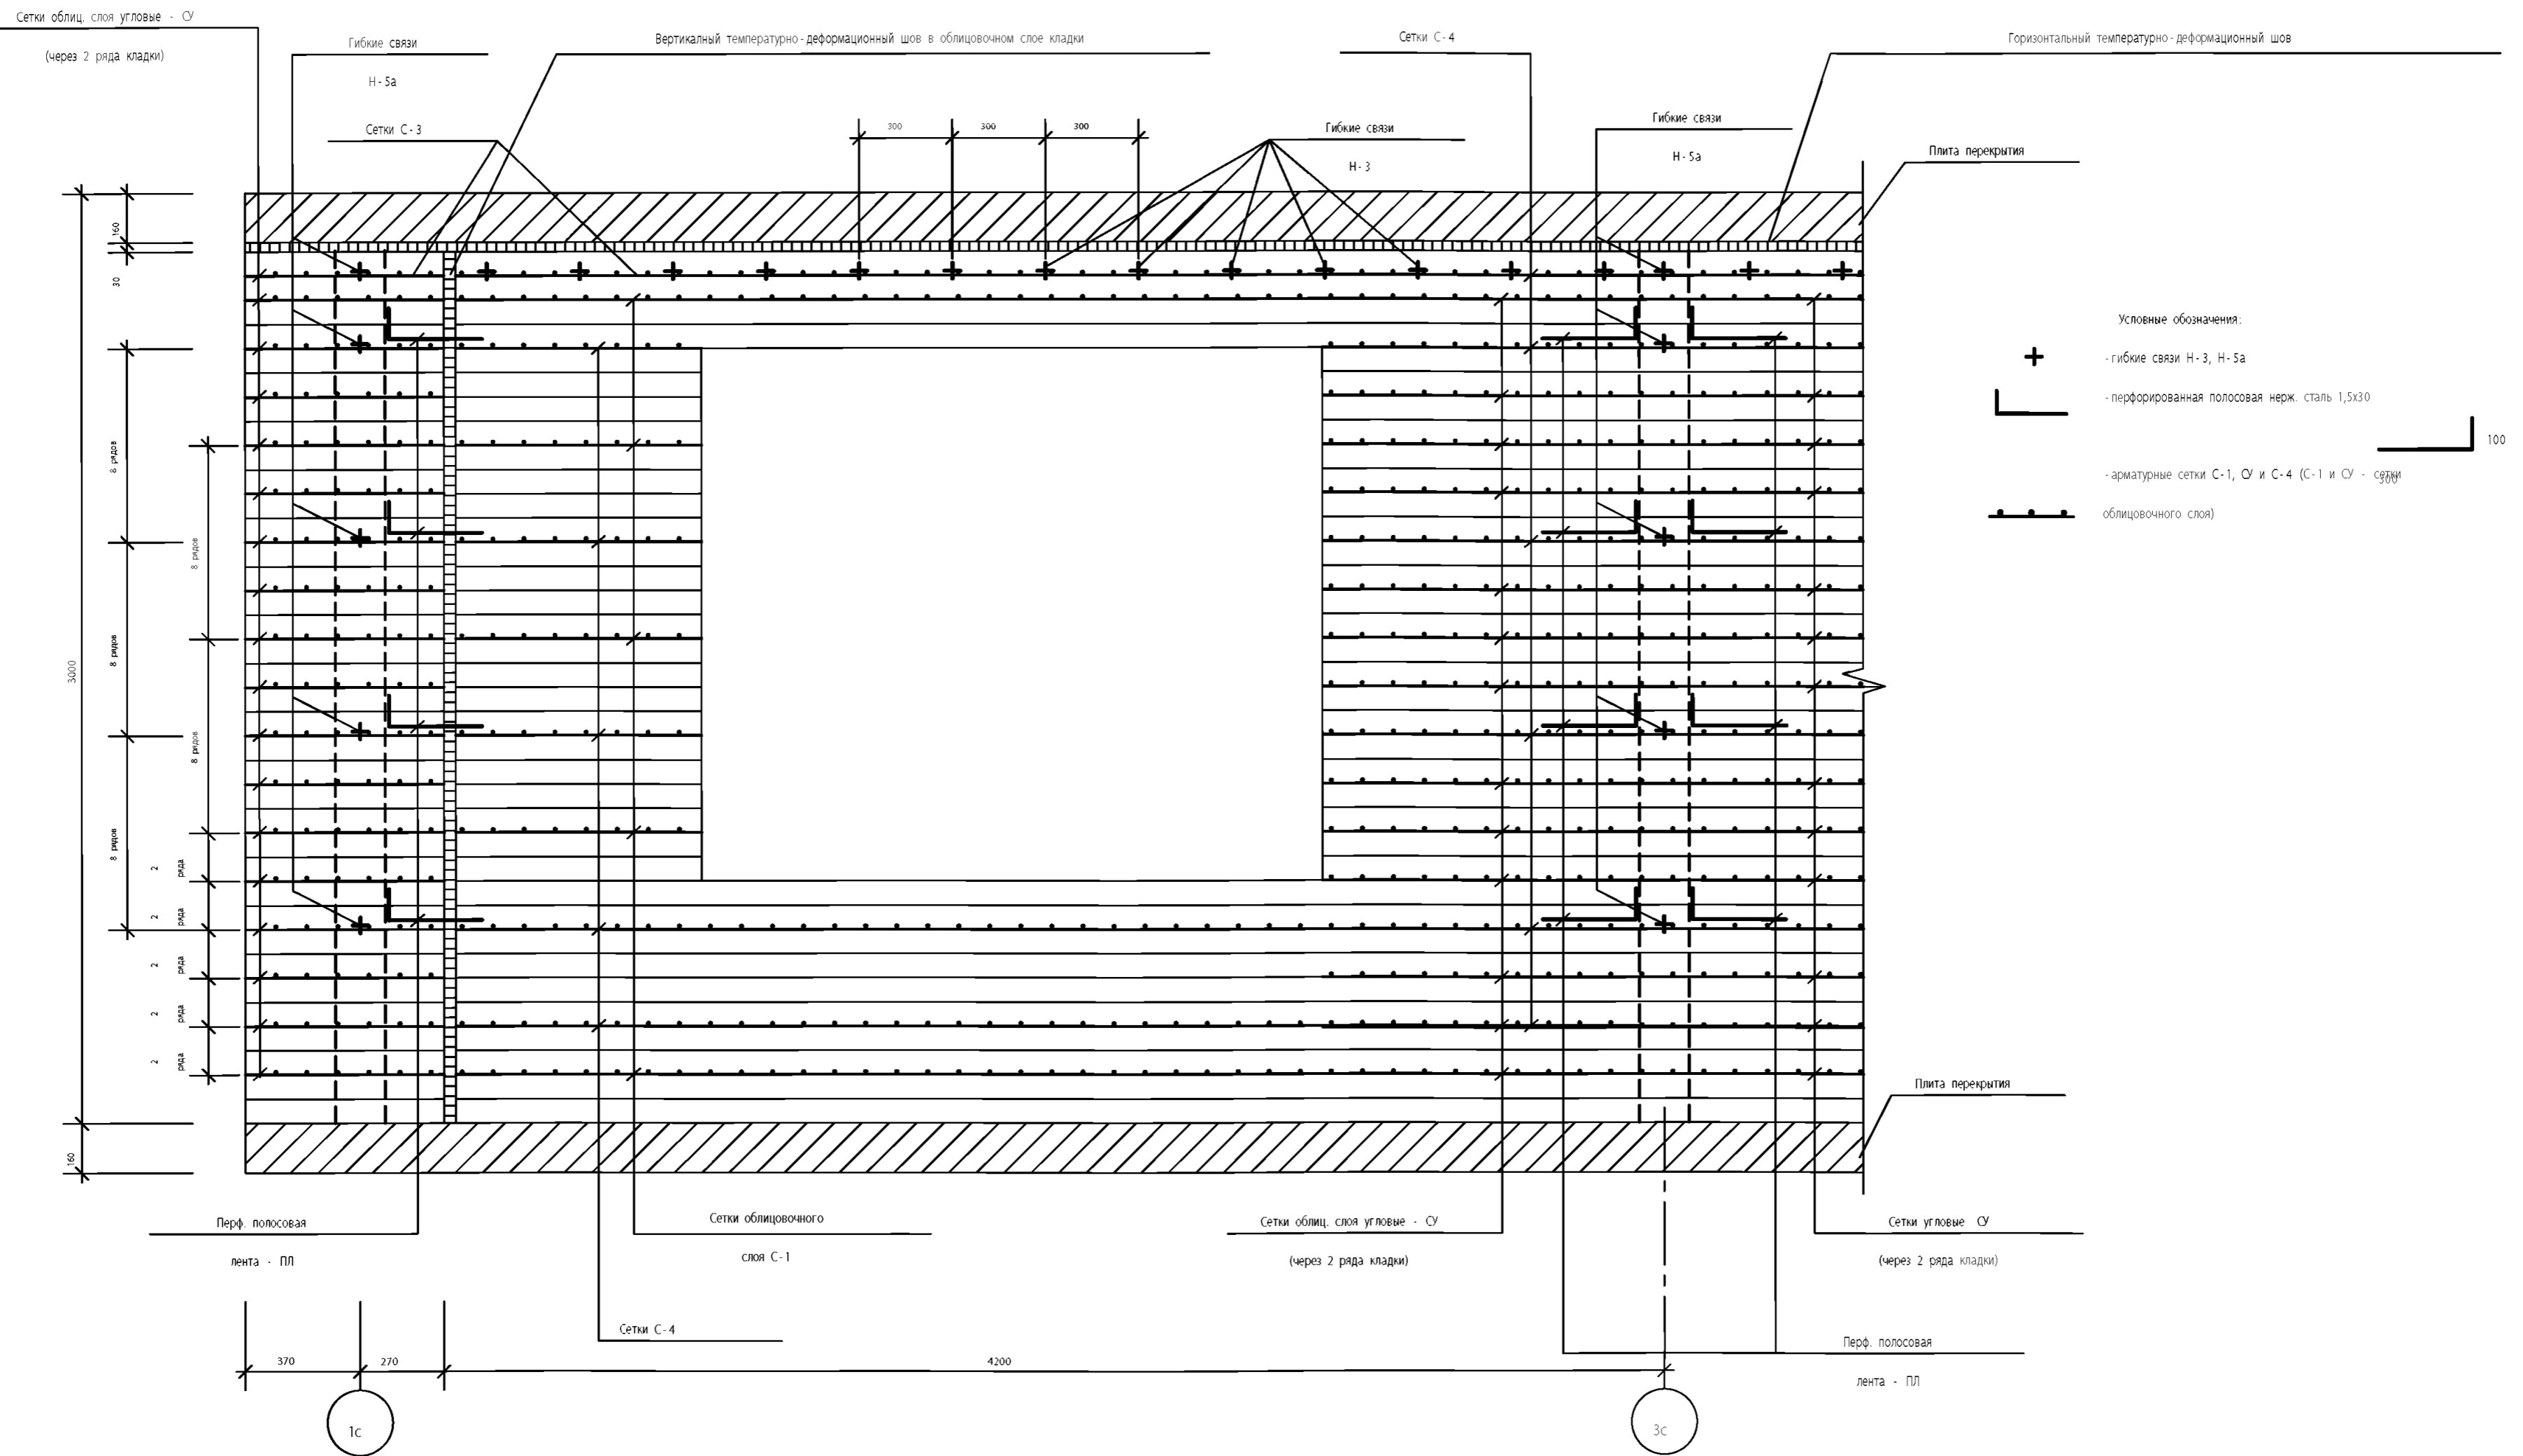 Сетки облиц. слоя угловые - СУ
(через 2 ряда кладки)
Гибкие связи
Н-5а
Вертикалный температурно-деформационный шов в облицовочном слое кладки
Сетки С-4
Горизонтальный температурно-деформационный шов
Сетки С-3
300
300
300
Гибкие связи
Н-3
Гибкие связи
Н-5а
Плита перекрытия
160
30
3000
8 рядов
8 рядов
8 рядов
8 рядов
8 рядов
2 ряда
2 ряда
2 ряда
2 ряда
2 ряда
160
Условные обозначения:
-гибкие связи Н-3, Н-5а
-перфорированная полосовая нерж. сталь 1,5х30
100
300
-арматурные сетки С-1, СУ и С-4 (С-1 и СУ - сетки
облицовочного слоя)
Плита перекрытия
Перф. полосовая
лента - ПЛ
Сетки облицовочного
слоя С-1
Сетки облиц. слоя угловые - СУ
(через 2 ряда кладки)
Сетки угловые СУ
(через 2 ряда кладки)
Сетки С-4
Перф. полосовая
лента - ПЛ
370
270
4200
1с
3с